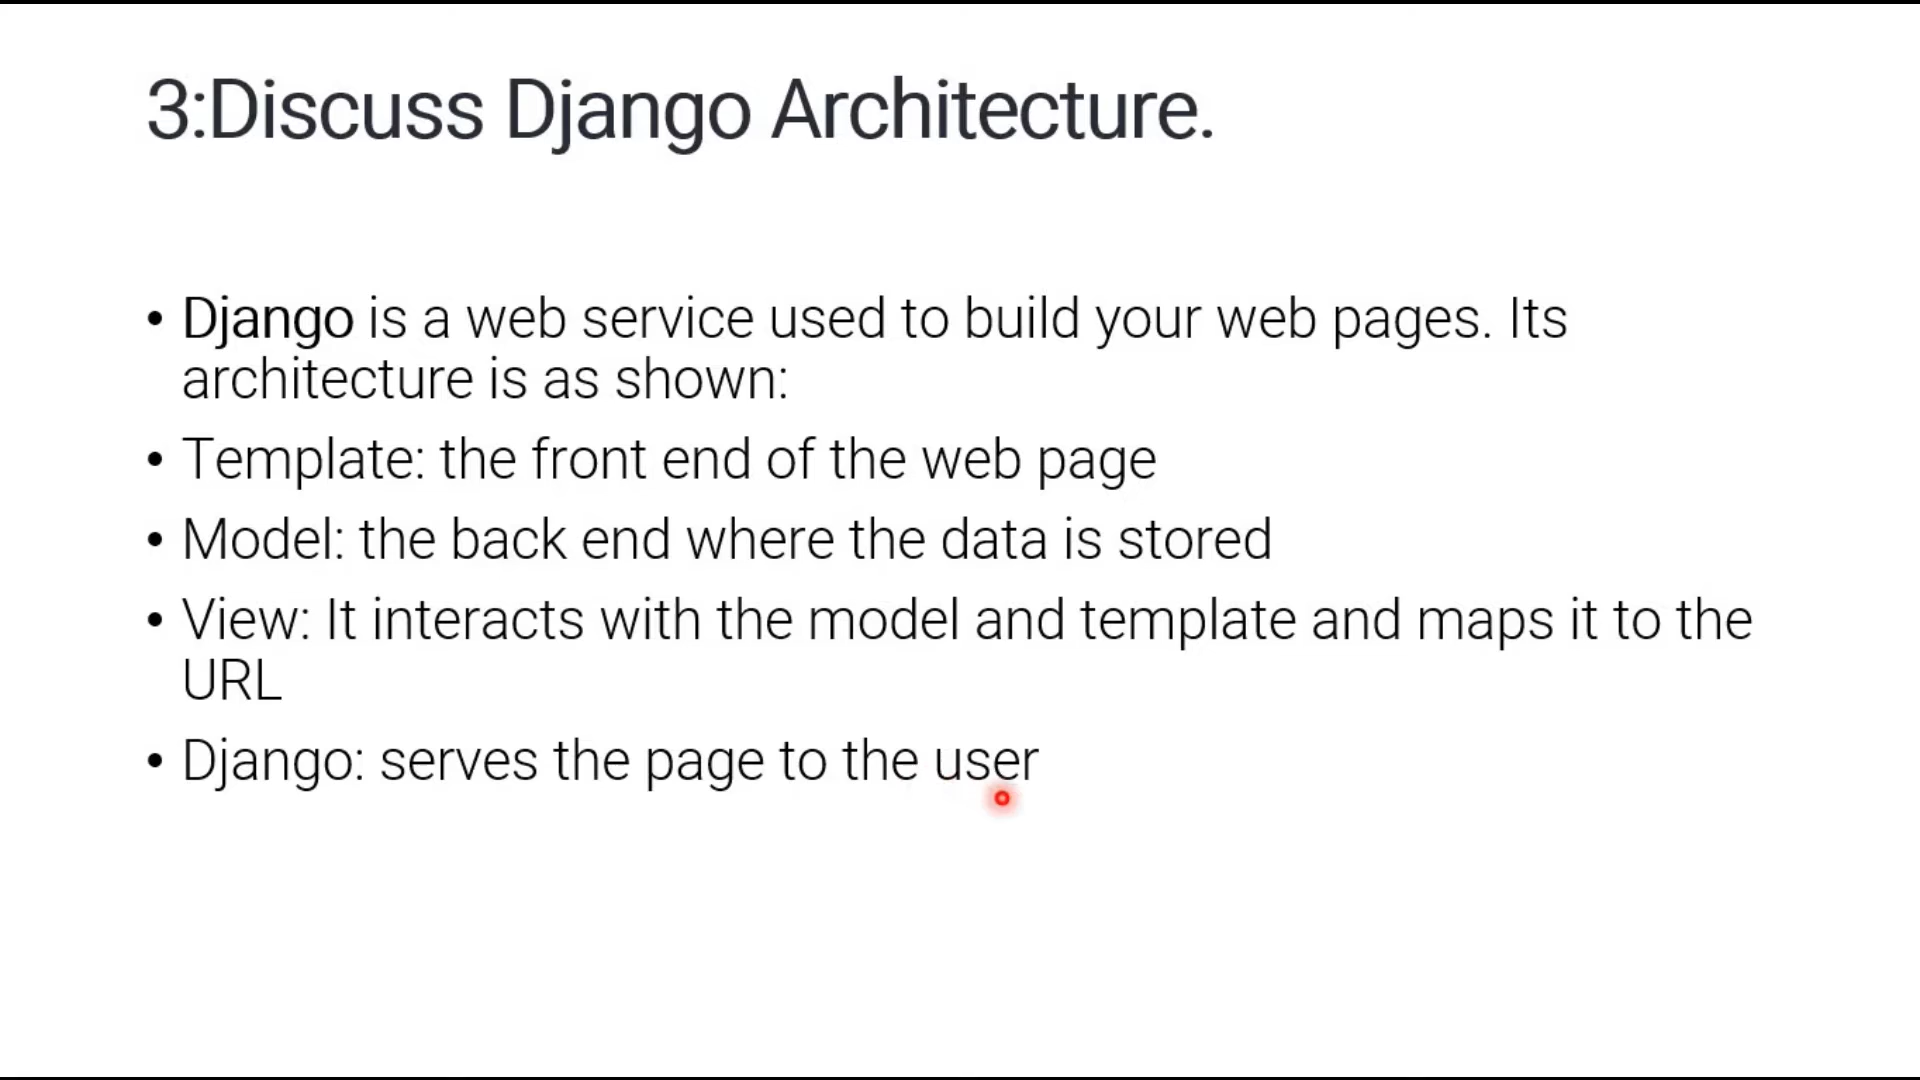 3:Discuss Django Architecture.
• Django is a web service used to build your web pages. Its
architecture is as shown:
• Template: the front end of the web page
• Model: the back end where the data is stored
• View: It interacts with the model and template and maps it to the
URL
• Django: serves the page to the user